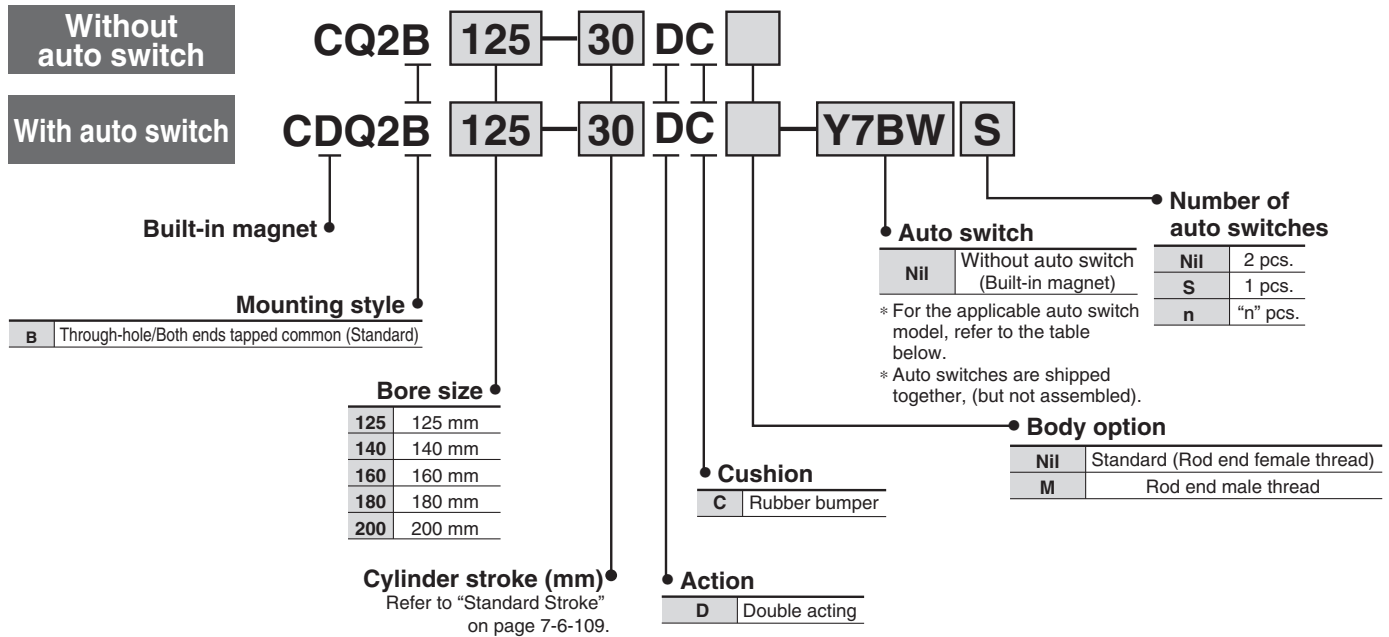 Without
auto switch
CQ2B 125 30 DC
With auto switch
CDQ2B 125 30 DC Y7BW S
Built-in magnet
Mounting style
B Through-hole/Both ends tapped common (Standard)
Bore size
125 125 mm
140 140 mm
160 160 mm
180 180 mm
200 200 mm
Cylinder stroke (mm)
Refer to “Standard Stroke”
on page 7-6-109.
Action
D Double acting
Cushion
C Rubber bumper
Auto switch
Nil Without auto switch
(Built-in magnet)
* For the applicable auto switch
model, refer to the table
below.
* Auto switches are shipped
together, (but not assembled).
Number of
auto switches
Nil 2 pcs.
S 1 pcs.
n “n” pcs.
Body option
Nil Standard (Rod end female thread)
M Rod end male thread